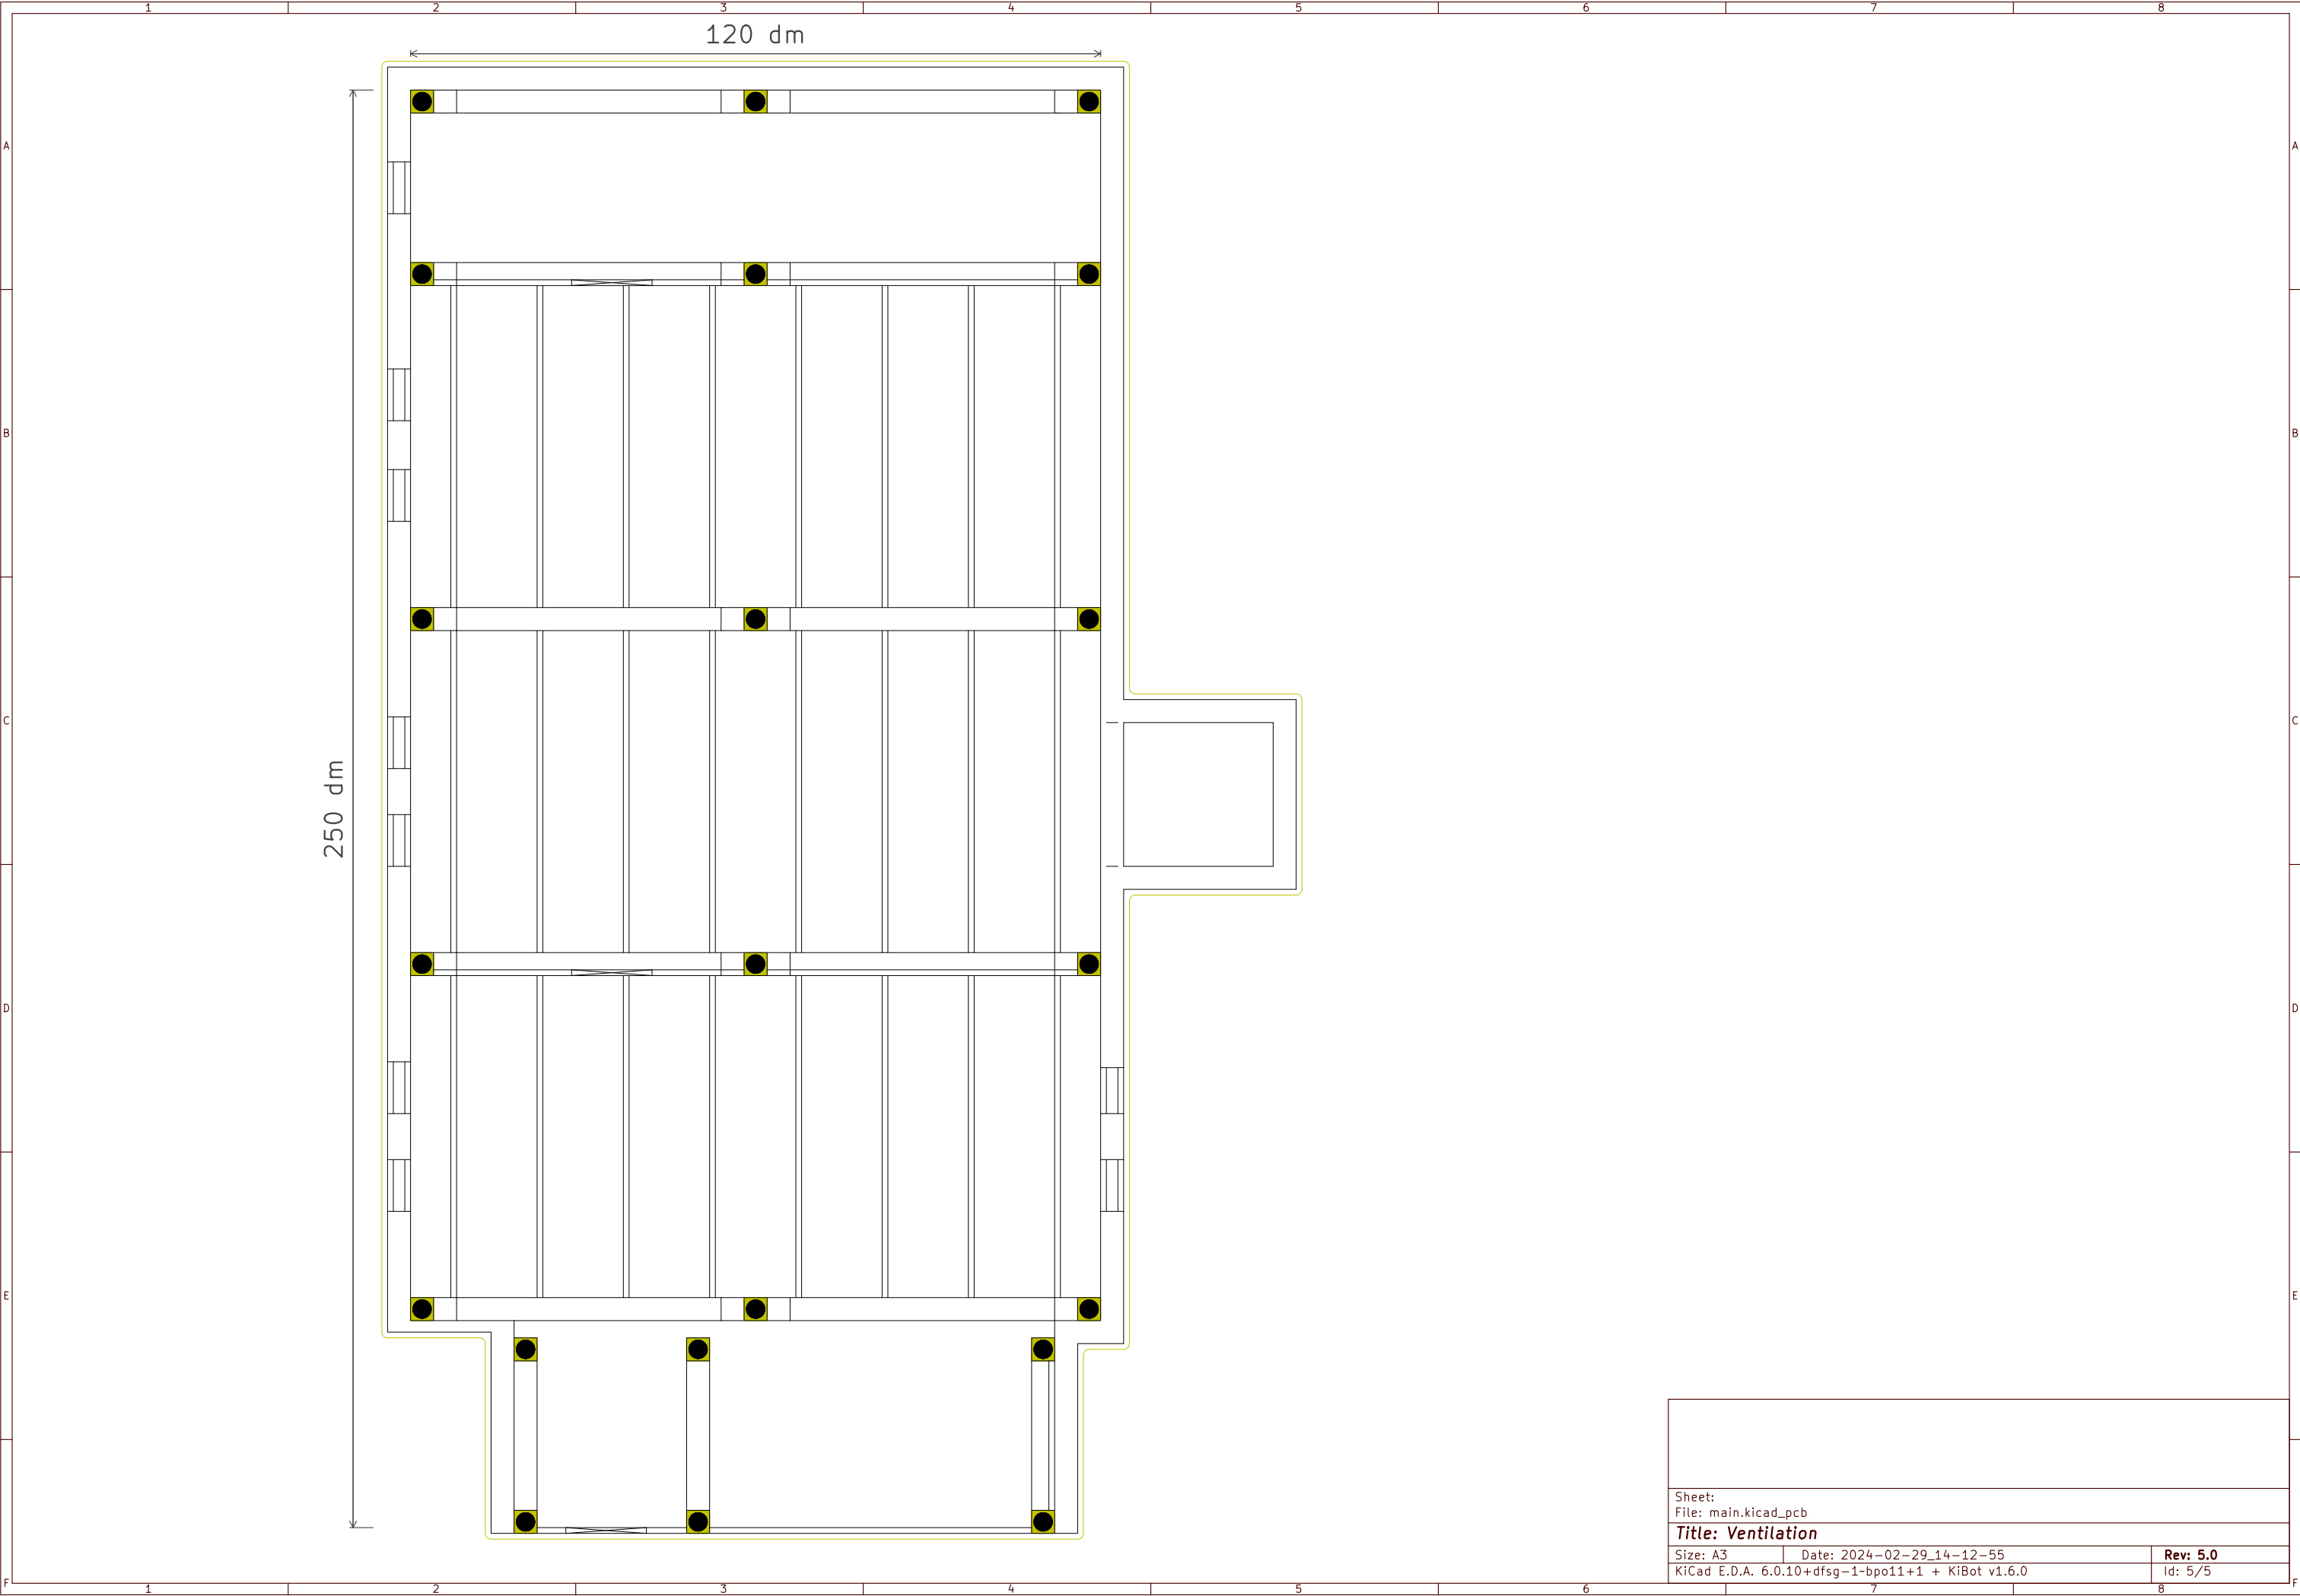 1 2 3 4 5 6 7 8
120 dm
A A
B B
C C
250 dm
D D
E E
Sheet:
File: main.kicad_pcb
Title: Ventilation
Size: A3 Date: 2024-02-29_14-12-55 Rev: 5.0
KiCad E.D.A. 6.0.10+dfsg-1~bpo11+1 + KiBot v1.6.0 Id: 5/5
F F
1 2 3 4 5 6 7 8